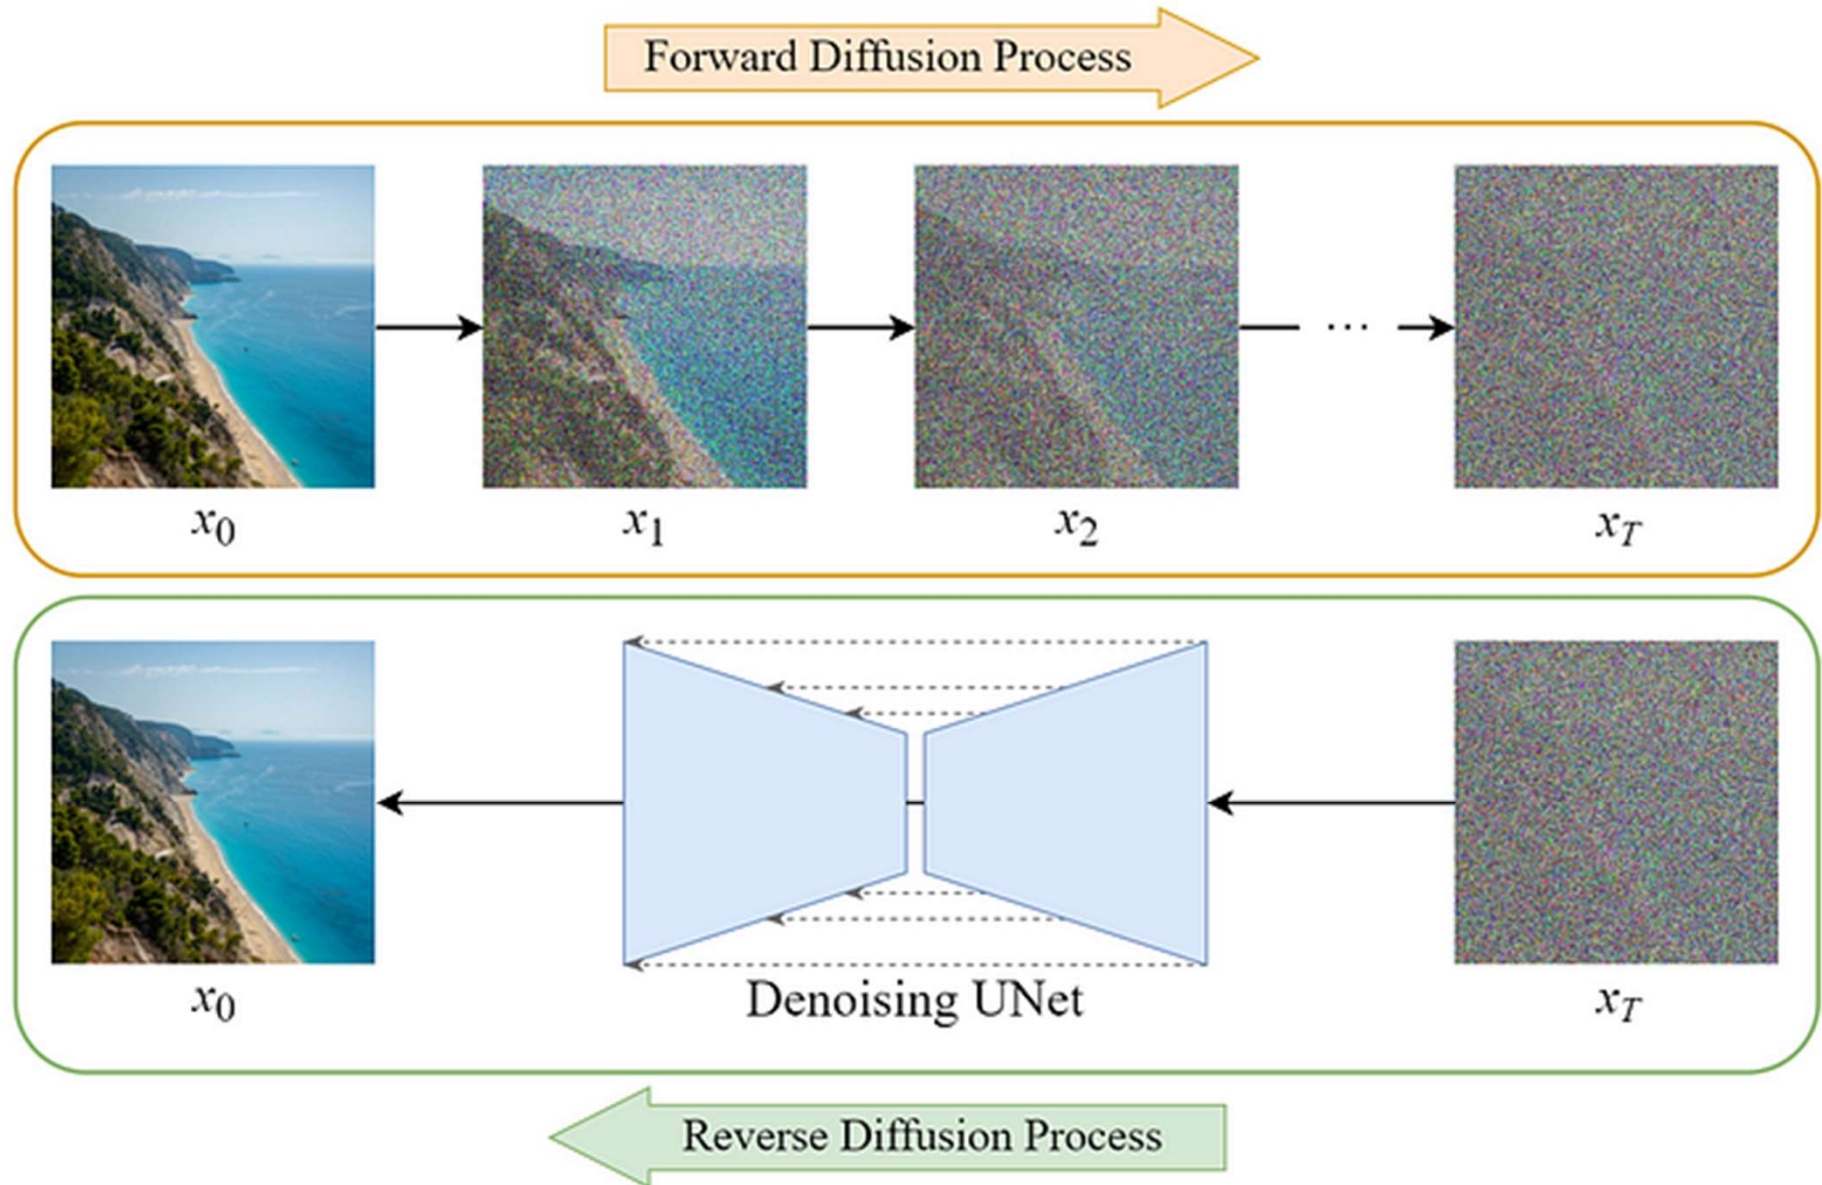 Forward Diffusion Process
x0
x1
x2
...
xT
x0
Denoising UNet
xT
Reverse Diffusion Process